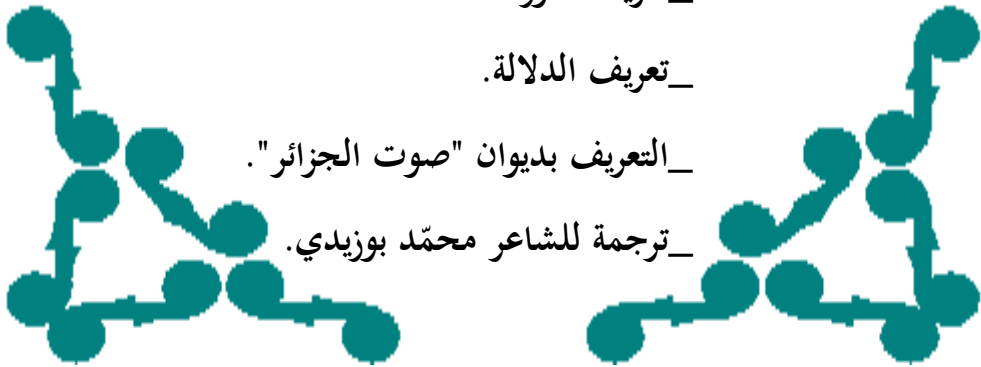 _تعريف الدلالة.
_التعريف بديوان "صوت الجزائر".
_ترجمة للشاعر محمّد بوزيدي.